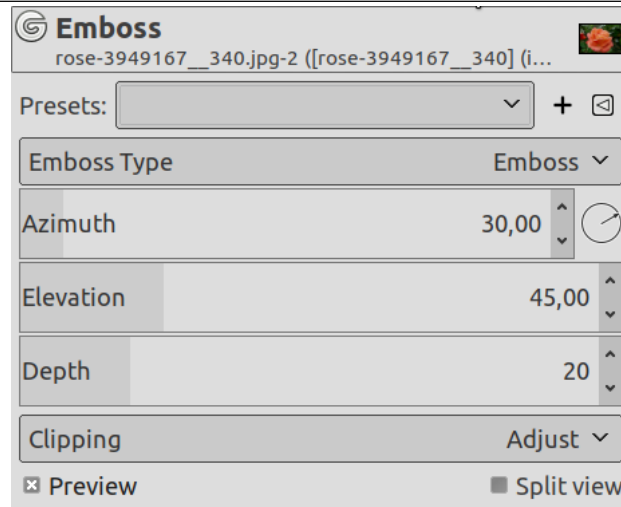 Emboss
rose-3949167__340.jpg-2 ([rose-3949167__340] (i…
Presets:
Emboss Type Emboss
Azimuth 30,00
Elevation 45,00
Depth 20
Clipping Adjust
Preview Split view